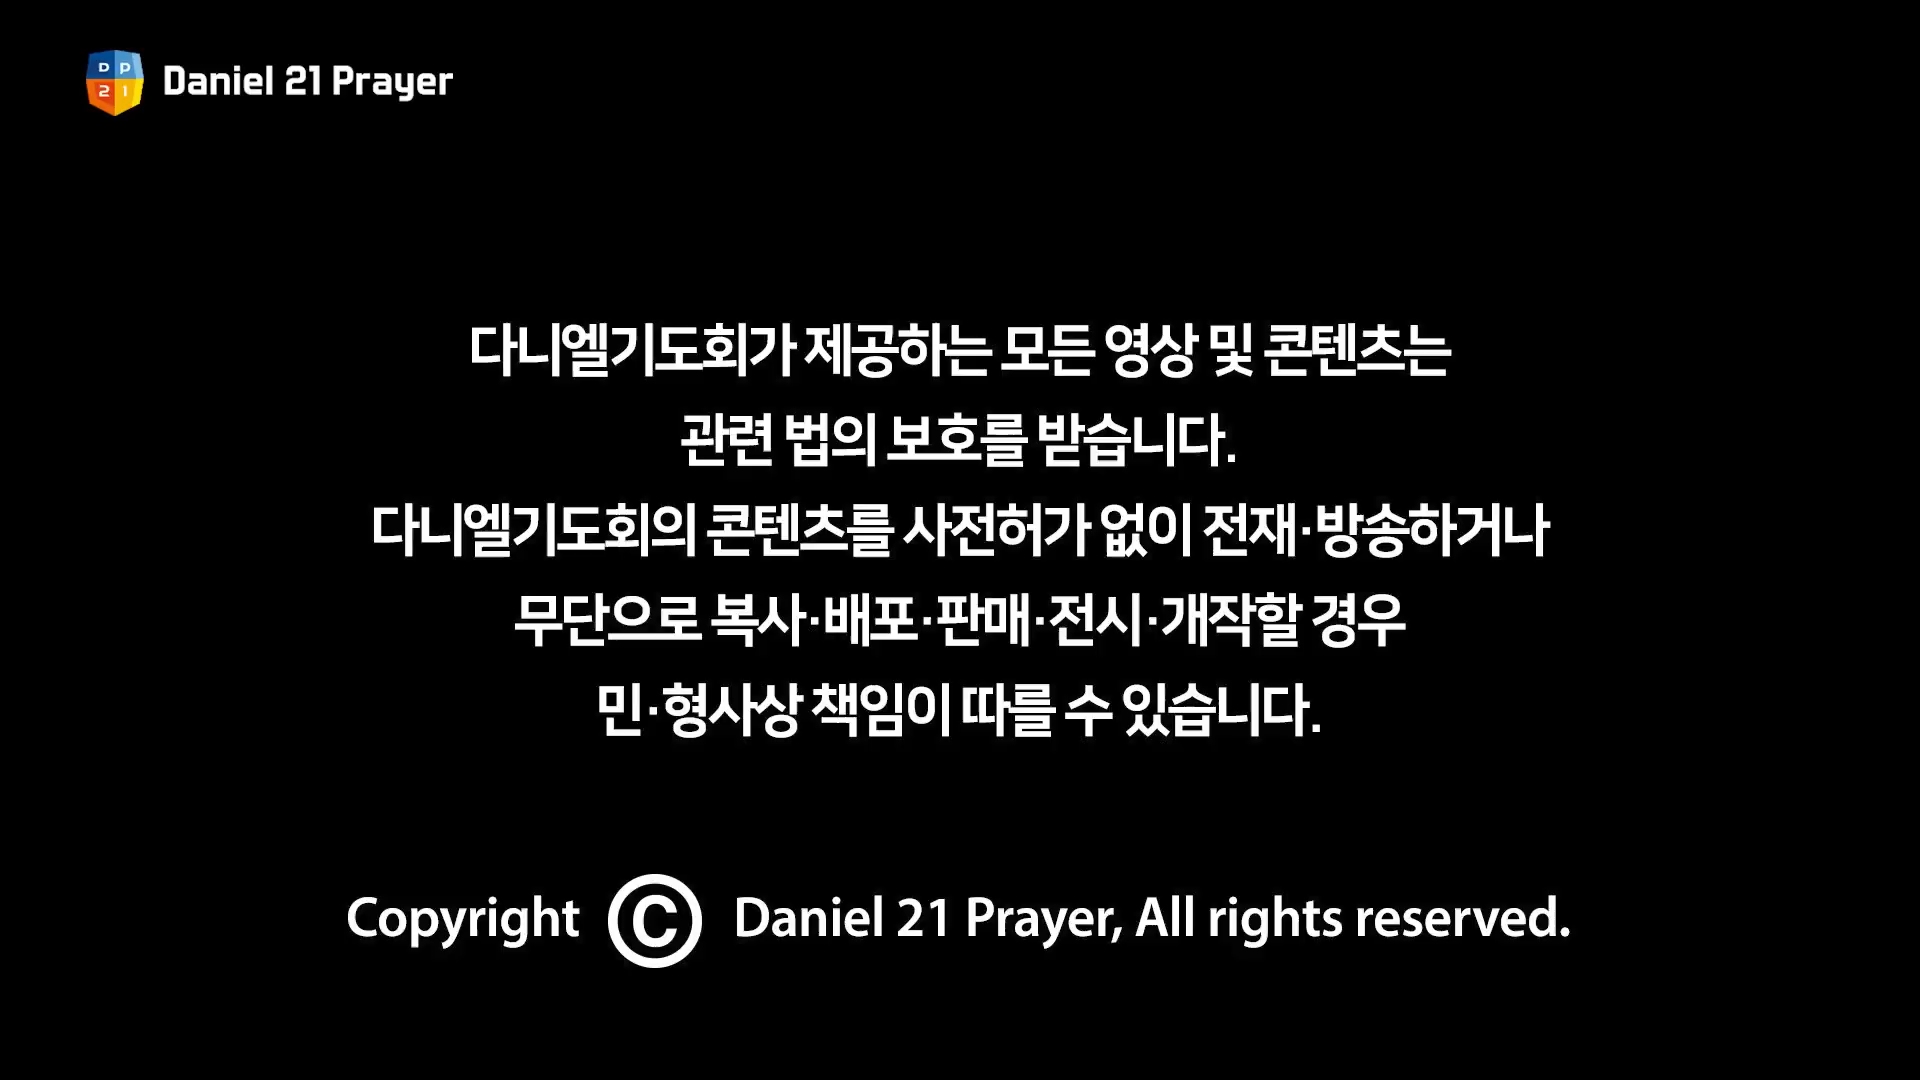 DP
21
Daniel 21 Prayer
다니엘기도회가 제공하는 모든 영상 및 콘텐츠는
관련 법의 보호를 받습니다.
다니엘기도회의 콘텐츠를 사전허가 없이 전재·방송하거나
무단으로 복사·배포·판매·전시·개작할 경우
민·형사상 책임이 따를 수 있습니다.
Copyright © Daniel 21 Prayer, All rights reserved.